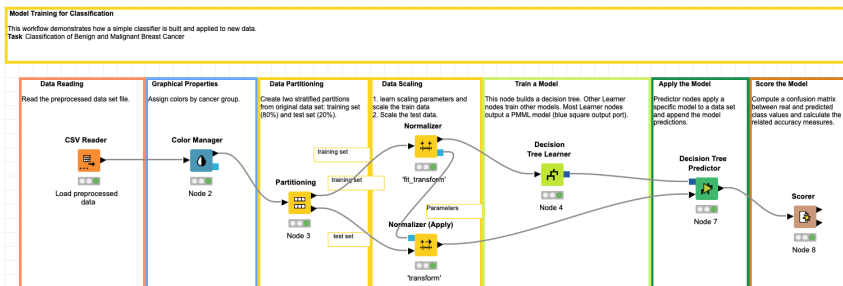 Model Training for Classification
This workflow demonstrates how a simple classifier is built and applied to new data.
Task Classification of Benign and Malignant Breast Cancer
Data Reading
Read the preprocessed data set file.
CSV Reader
Load preprocessed
data
Graphical Properties
Assign colors by cancer group.
Color Manager
Node 2
Data Partitioning
Create two stratified partitions
from original data set: training set
(80%) and test set (20%).
training set
training set
Partitioning
Node 3
test set
Data Scaling
1. learn scaling parameters and
scale the train data
2. Scale the test data.
Normalizer
'fit_transform'
Parameters
Normalizer (Apply)
'transform'
Train a Model
This node builds a decision tree. Other Learner
nodes train other models. Most Learner nodes
output a PMML model (blue square output port).
Decision
Tree Learner
Node 4
Apply the Model
Predictor nodes apply a
specific model to a data set
and append the model
predictions.
Decision Tree
Predictor
Node 7
Score the Model
Compute a confusion matrix
between real and predicted
class values and calculate the
related accuracy measures.
Scorer
Node 8